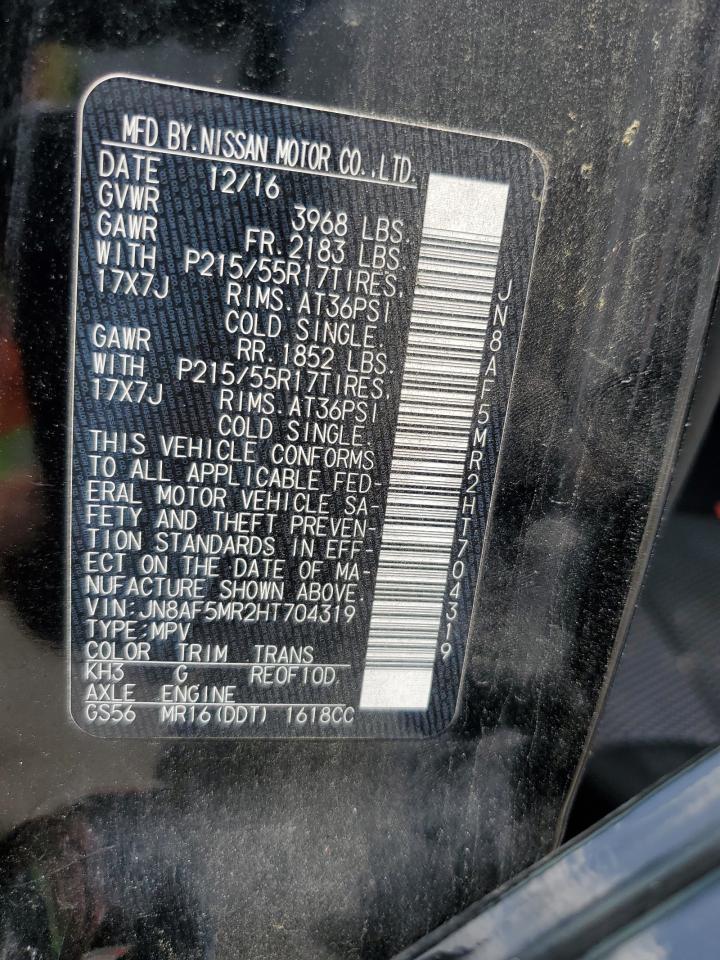 MFD BY.NISSAN MOTOR CO.,LTD.
DATE 12/16
GVWR 3968 LBS.
GAWR FR. 2183 LBS.
WITH P215/55R17TIRES,
17X7J RIMS.AT36PSI
COLD SINGLE.
GAWR RR. 1852 LBS.
WITH P215/55R17TIRES,
17X7J RIMS.AT36PSI
COLD SINGLE.
THIS VEHICLE CONFORMS
TO ALL APPLICABLE FED-
ERAL MOTOR VEHICLE SA-
FETY AND THEFT PREVEN-
TION STANDARDS IN EFF-
ECT ON THE DATE OF MA-
NUFACTURE SHOWN ABOVE.
VIN:JN8AF5MR2HT704319
TYPE:MPV
COLOR TRIM TRANS
KH3 G REOF10D.
AXLE ENGINE
GS56 MR16(DDT) 1618CC
JN8AF5MR2HT704319